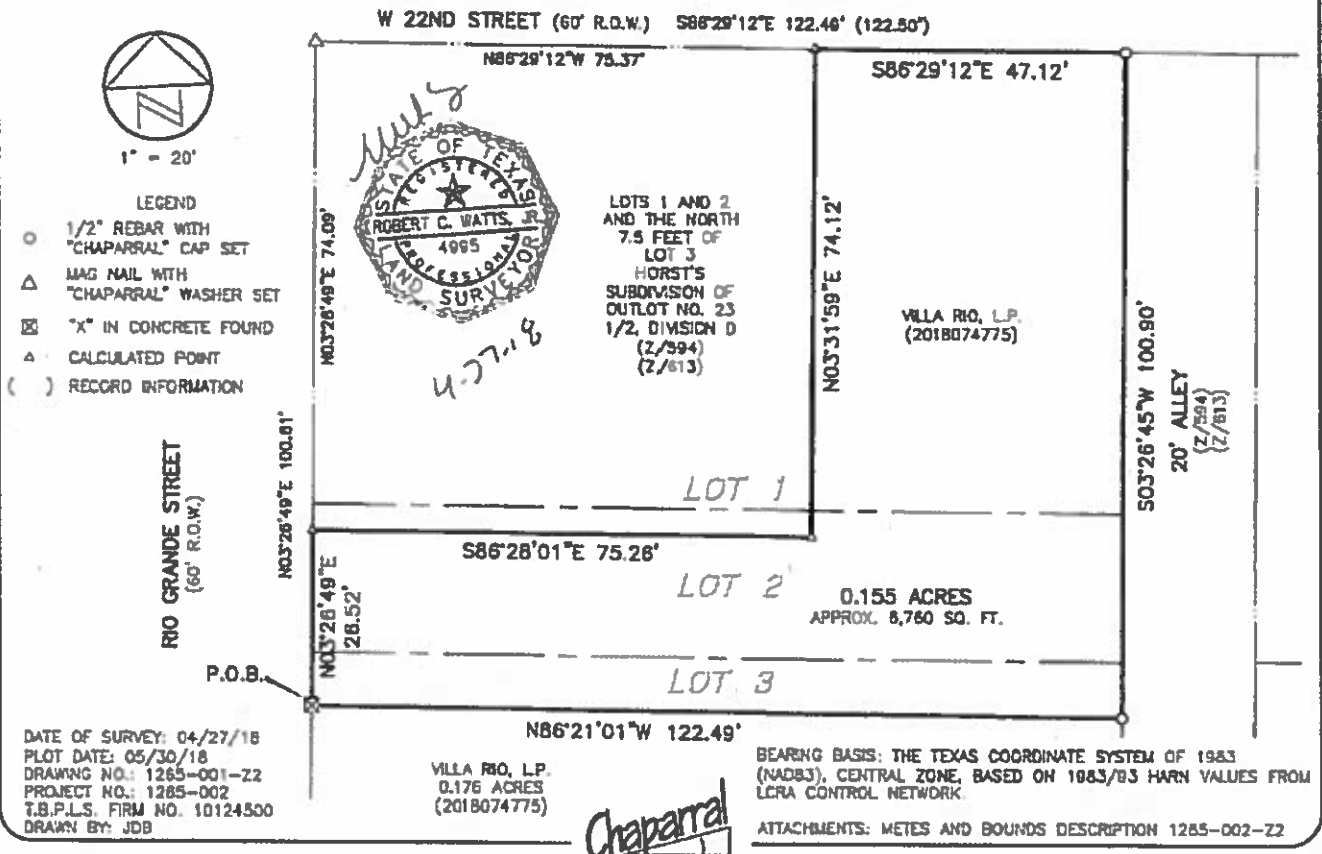 W 22ND STREET (60' R.O.W.) S86°29'12"E 122.49' (122.50')
N86°29'12"W 75.37'
S86°29'12"E 47.12'
1" = 20'
LEGEND
1/2" REBAR WITH
"CHAPARRAL" CAP SET
MAG NAIL WITH
"CHAPARRAL" WASHER SET
"X" IN CONCRETE FOUND
CALCULATED POINT
( ) RECORD INFORMATION
STATE OF TEXAS
REGISTERED
ROBERT C. WATTS, JR.
4995
PROFESSIONAL
LAND SURVEYOR
4-27-18
N03°26'49"E 74.09'
LOTS 1 AND 2
AND THE NORTH
7.5 FEET OF
LOT 3
HORST'S
SUBDIVISION OF
OUTLOT NO. 23
1/2, DIVISION D
(Z/594)
(Z/613)
N03°31'59"E 74.12'
VILLA RIO, L.P.
(2018074775)
S03°26'45"W 100.90'
20' ALLEY
(Z/594)
(Z/613)
RIO GRANDE STREET
(60' R.O.W.)
N03°26'49"E 100.61'
LOT 1
S86°28'01"E 75.26'
N03°26'49"E
26.52'
LOT 2
0.155 ACRES
APPROX. 6,760 SQ. FT.
P.O.B.
LOT 3
N86°21'01"W 122.49'
DATE OF SURVEY: 04/27/18
PLOT DATE: 05/30/18
DRAWING NO.: 1265-001-Z2
PROJECT NO.: 1265-002
T.B.P.L.S. FIRM NO. 10124500
DRAWN BY: JDB
VILLA RIO, L.P.
0.176 ACRES
(2018074775)
Chaparral
BEARING BASIS: THE TEXAS COORDINATE SYSTEM OF 1983
(NAD83), CENTRAL ZONE, BASED ON 1983/93 HARN VALUES FROM
LCRA CONTROL NETWORK.
ATTACHMENTS: METES AND BOUNDS DESCRIPTION 1265-002-Z2